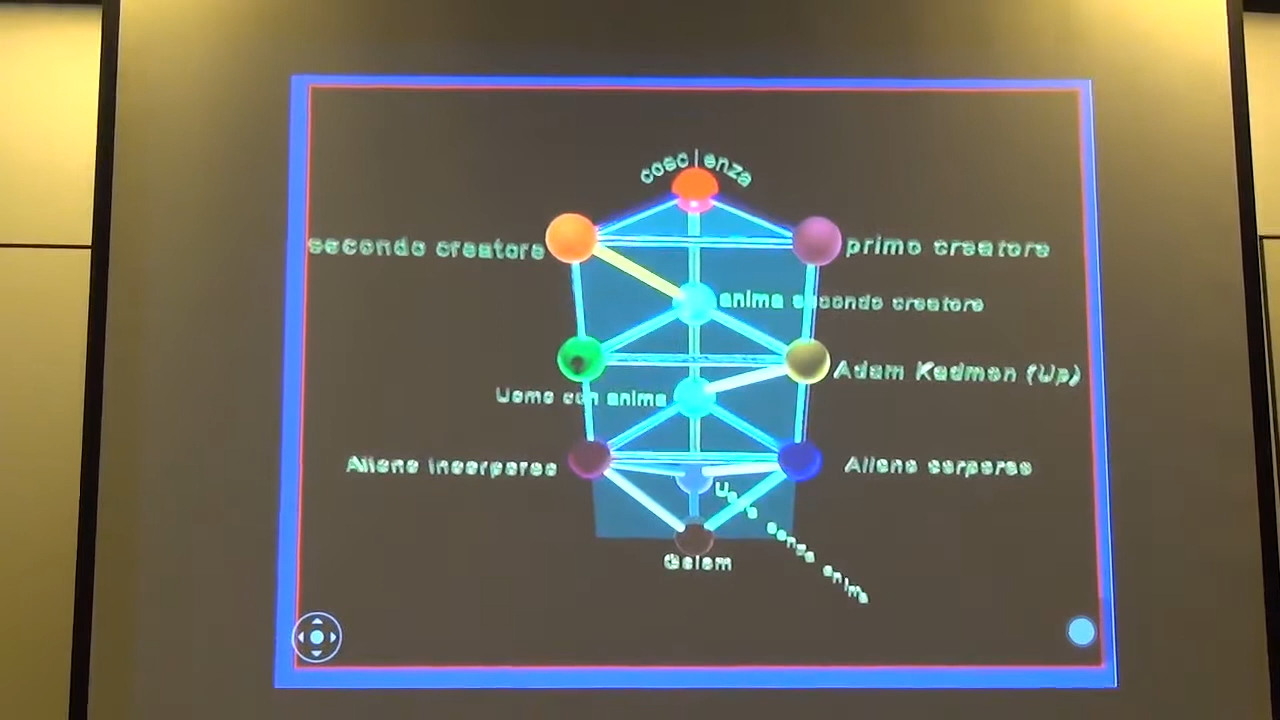 coscienza
secondo creatore
primo creatore
anima secondo creatore
Adam Kadmon (Up)
Uomo con anima
Alieno incorporeo
Alieno corporeo
Uomo senza anima
Golem